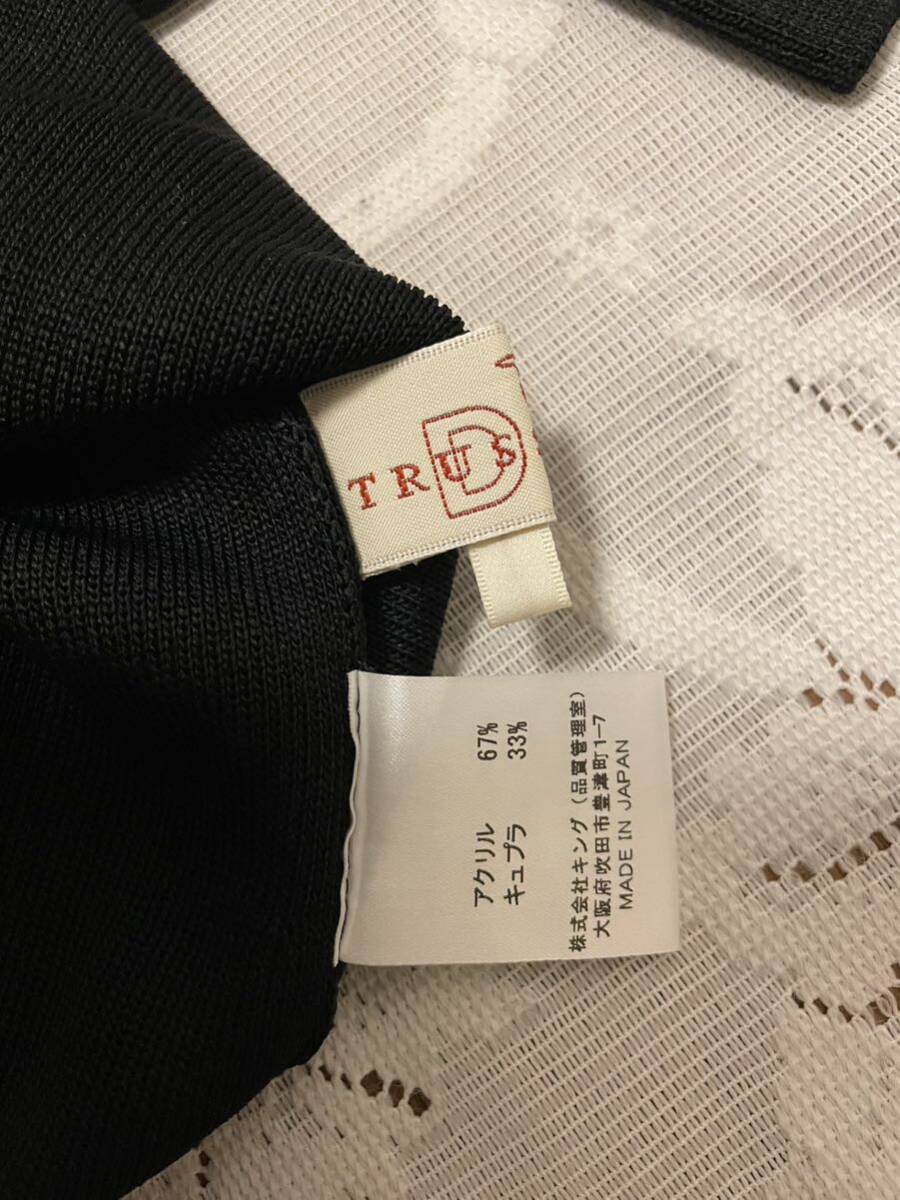 TRUS
D
アクリル 67%
キュプラ 33%
株式会社キング(品質管理室)
大阪府吹田市豊津町1-7
MADE IN JAPAN